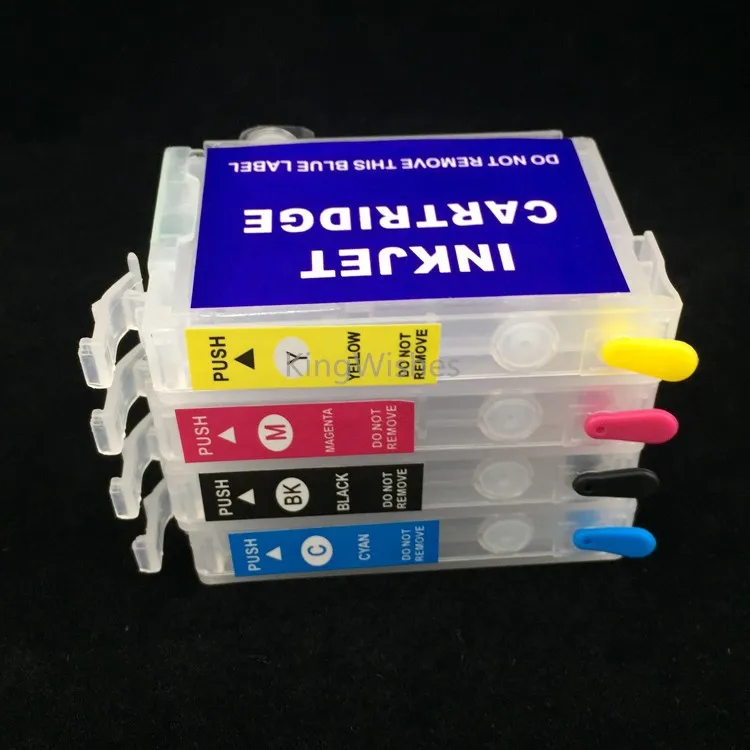 DO NOT REMOVE THIS BLUE LABEL
INKJET
CARTRIDGE
PUSH
Y
YELLOW
DO NOT
REMOVE
KingWishes
PUSH
M
MAGENTA
DO NOT
REMOVE
PUSH
BK
BLACK
DO NOT
REMOVE
PUSH
C
CYAN
DO NOT
REMOVE